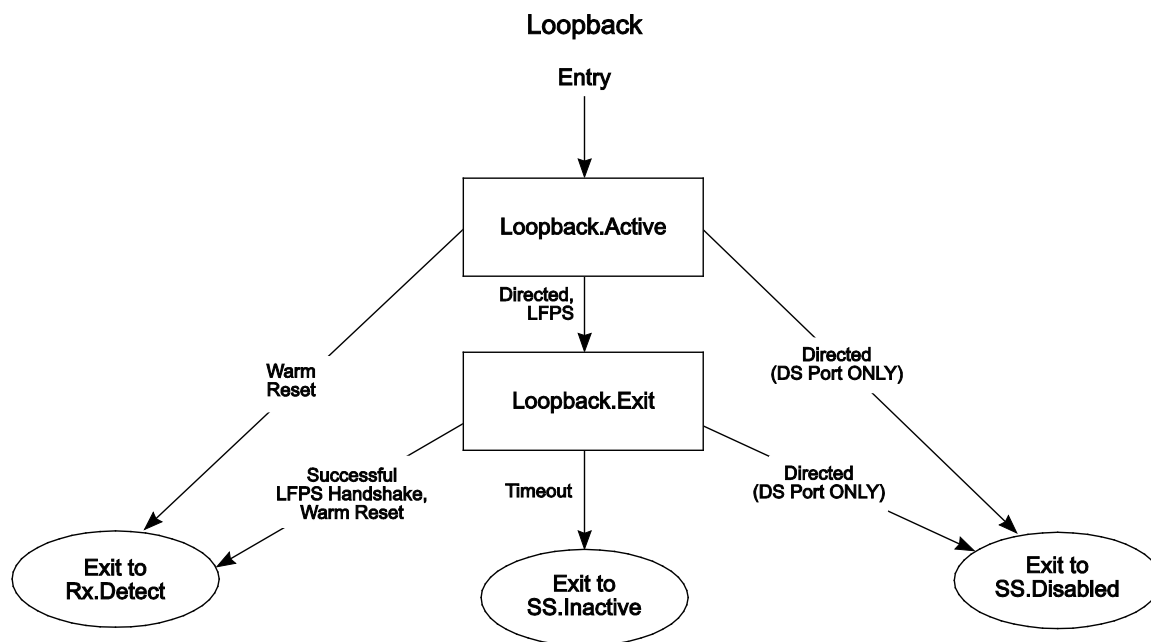 Loopback
Entry
Loopback.Active
Directed,
LFPS
Warm
Reset
Directed
(DS Port ONLY)
Loopback.Exit
Successful
LFPS Handshake,
Warm Reset
Timeout
Directed
(DS Port ONLY)
Exit to
Rx.Detect
Exit to
SS.Inactive
Exit to
SS.Disabled